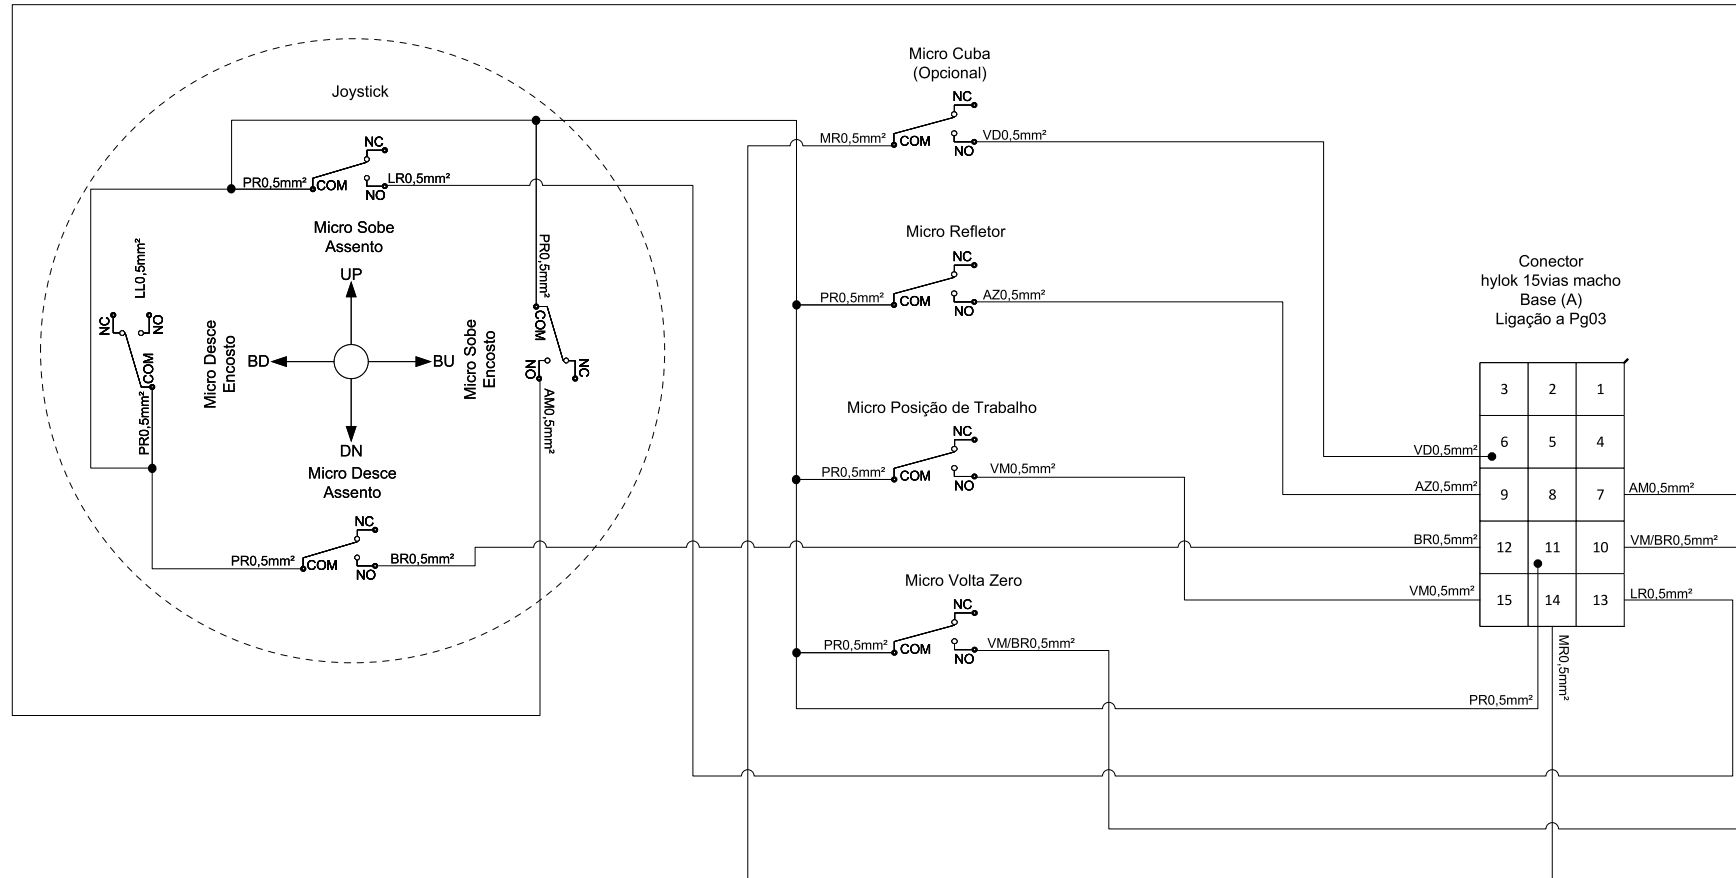 Joystick
NC
PR0,5mm²
COM
LR0,5mm²
NO
Micro Sobe
Assento
UP
LL0,5mm²
NC
NO
COM
PR0,5mm²
Micro Desce
Encosto
BD
BU
Micro Sobe
Encosto
PR0,5mm²
COM
NO
NC
AM0,5mm²
DN
Micro Desce
Assento
NC
PR0,5mm²
COM
NO
BR0,5mm²
Micro Cuba
(Opcional)
NC
MR0,5mm²
COM
NO
VD0,5mm²
Micro Refletor
NC
PR0,5mm²
COM
NO
AZ0,5mm²
Micro Posição de Trabalho
NC
PR0,5mm²
COM
NO
VM0,5mm²
Micro Volta Zero
NC
PR0,5mm²
COM
NO
VM/BR0,5mm²
Conector
hylok 15vias macho
Base (A)
Ligação a Pg03
3 2 1
VD0,5mm² 6 5 4
AZ0,5mm² 9 8 7 AM0,5mm²
BR0,5mm² 12 11 10 VM/BR0,5mm²
VM0,5mm² 15 14 13 LR0,5mm²
MR0,5mm²
PR0,5mm²